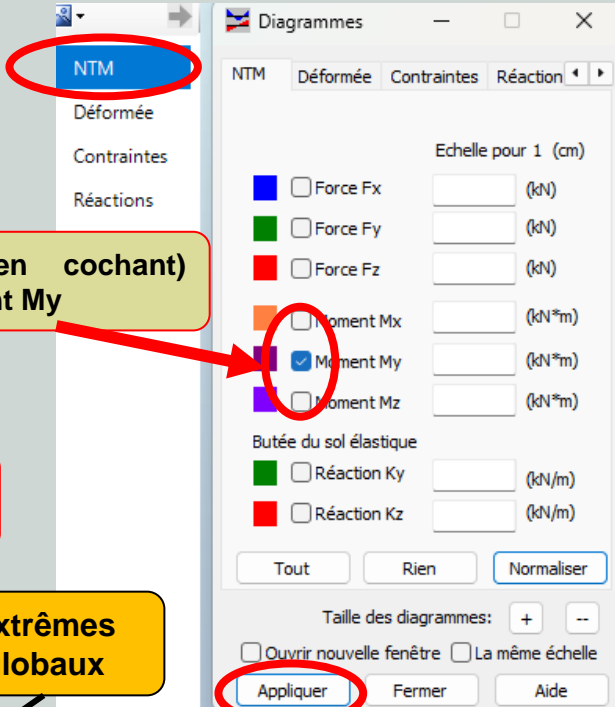 Diagrammes
NTM
Déformée
Contraintes
Réactions
NTM Déformée Contraintes Réaction
Echelle pour 1 (cm)
Force Fx (kN)
Force Fy (kN)
Force Fz (kN)
en cochant)
nt My
Moment Mx (kN*m)
Moment My (kN*m)
Moment Mz (kN*m)
Butée du sol élastique
Réaction Ky (kN/m)
Réaction Kz (kN/m)
Tout Rien Normaliser
xtrêmes
lobaux
Taille des diagrammes: + --
Ouvrir nouvelle fenêtre La même échelle
Appliquer Fermer Aide